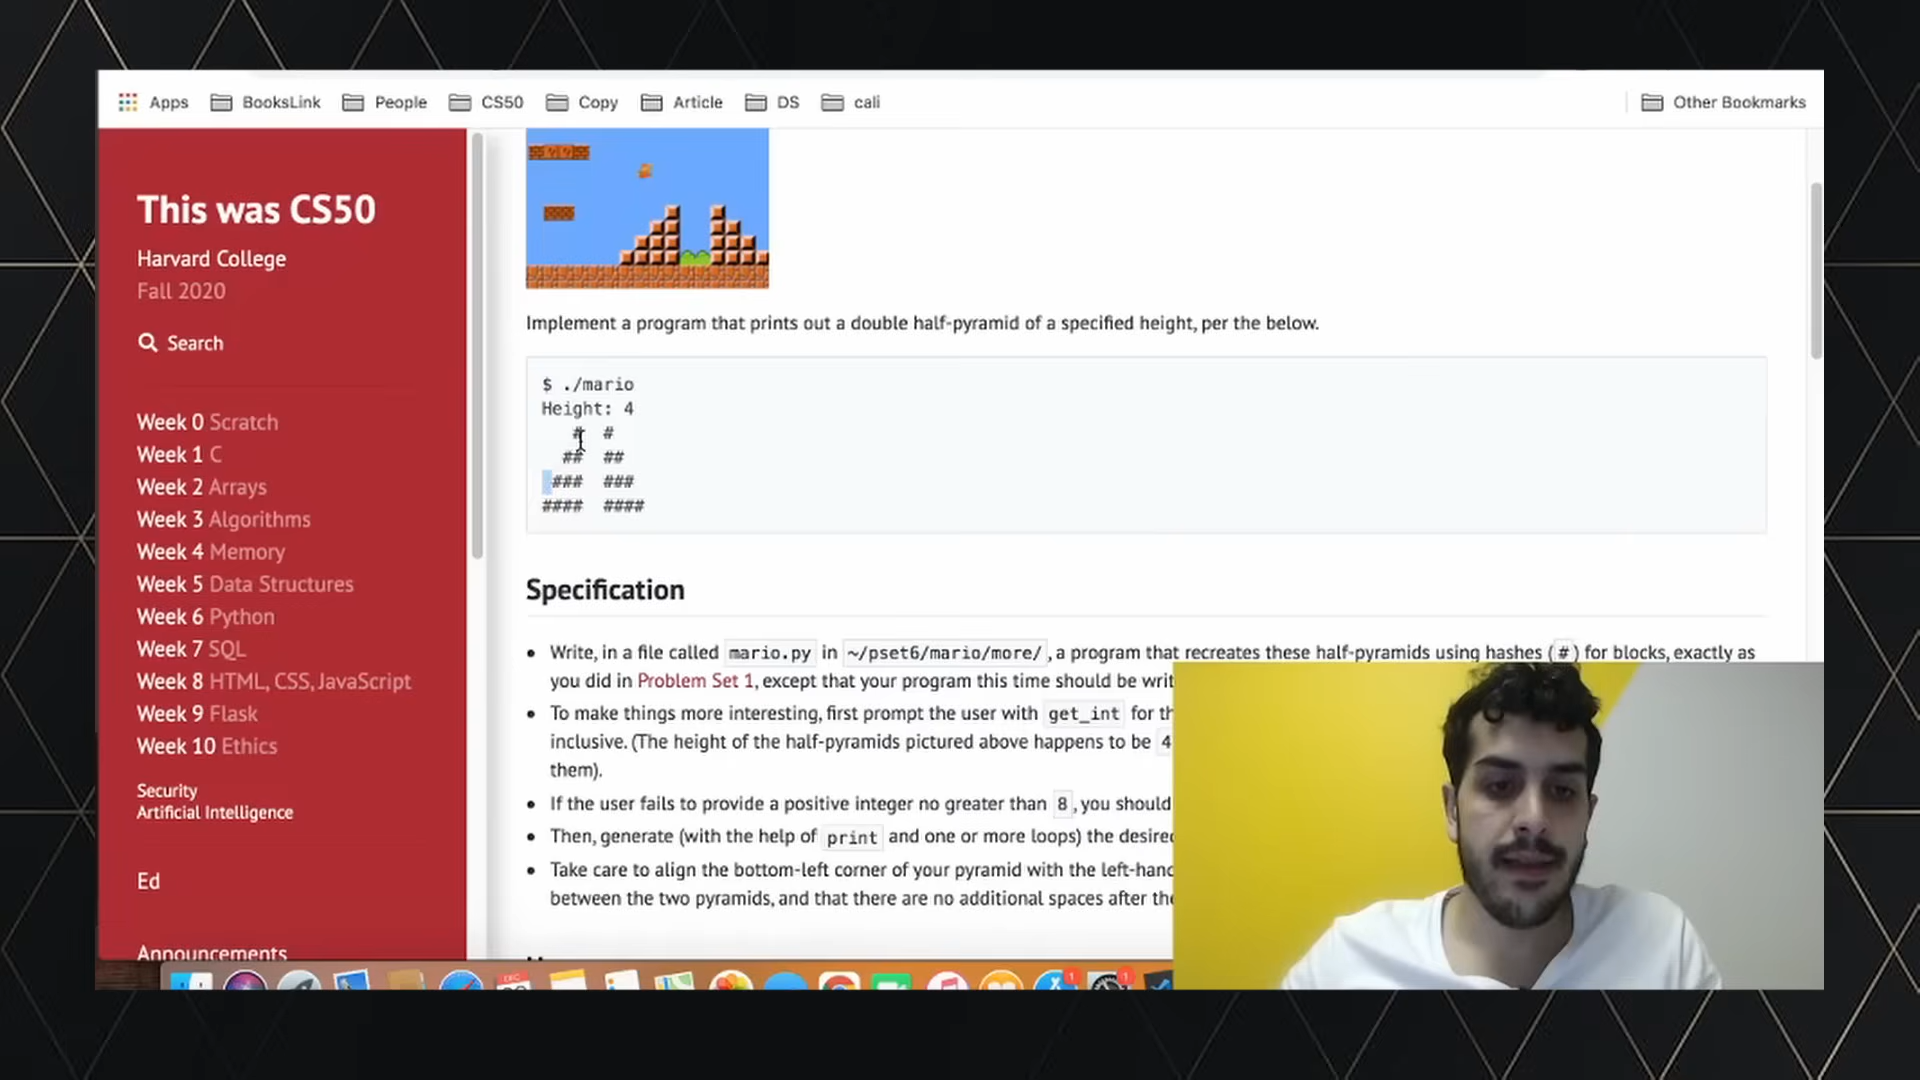 Apps BooksLink People CS50 Copy Article DS cali Other Bookmarks
This was CS50
Harvard College
Fall 2020
Search
Week 0 Scratch
Week 1 C
Week 2 Arrays
Week 3 Algorithms
Week 4 Memory
Week 5 Data Structures
Week 6 Python
Week 7 SQL
Week 8 HTML, CSS, JavaScript
Week 9 Flask
Week 10 Ethics
Security
Artificial Intelligence
Ed
Announcements
Implement a program that prints out a double half-pyramid of a specified height, per the below.
$ ./mario
Height: 4
   #  #
  ##  ##
 ###  ###
####  ####
Specification
Write, in a file called mario.py in ~/pset6/mario/more/, a program that recreates these half-pyramids using hashes (#) for blocks, exactly as
you did in Problem Set 1, except that your program this time should be
To make things more interesting, first prompt the user with get_int for
inclusive. (The height of the half-pyramids pictured above happens to be 4
them).
If the user fails to provide a positive integer no greater than 8, you should
Then, generate (with the help of print and one or more loops) the
Take care to align the bottom-left corner of your pyramid with the
between the two pyramids, and that there are no additional spaces after